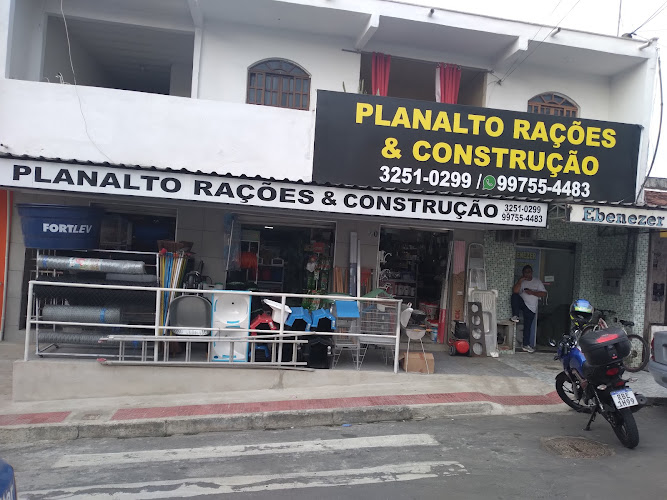 PLANALTO RAÇÕES
& CONSTRUÇÃO
3251-0299 / 99755-4483
PLANALTO RAÇÕES & CONSTRUÇÃO 3251-0299
99755-4483
Ebenezer
FORTLEV